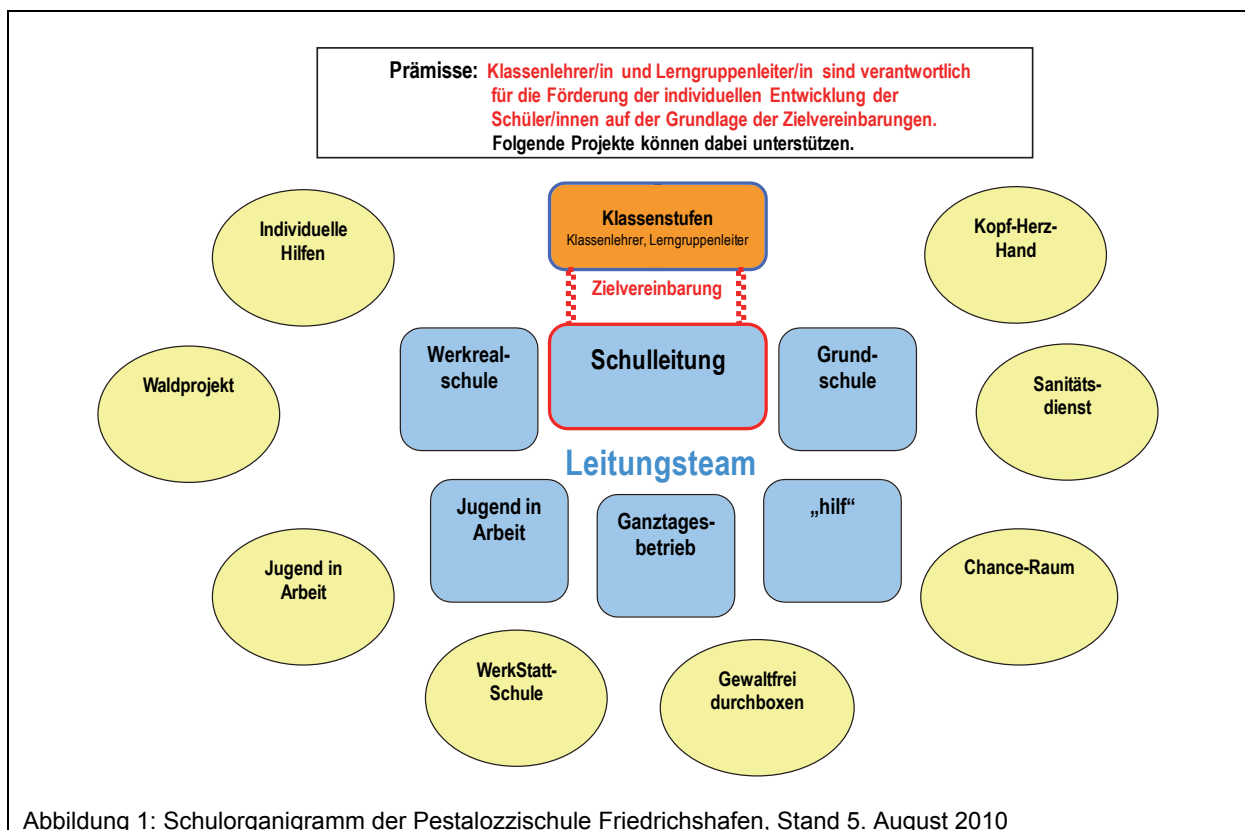 Prämisse: Klassenlehrer/in und Lerngruppenleiter/in sind verantwortlich
für die Förderung der individuellen Entwicklung der
Schüler/innen auf der Grundlage der Zielvereinbarungen.
Folgende Projekte können dabei unterstützen.
Individuelle
Hilfen
Klassenstufen
Klassenlehrer, Lerngruppenleiter
Kopf-Herz-
Hand
Zielvereinbarung
Waldprojekt
Werkreal-
schule
Schulleitung
Grund-
schule
Sanitäts-
dienst
Leitungsteam
Jugend in
Arbeit
Jugend in
Arbeit
Ganztages-
betrieb
„hilf“
Chance-Raum
WerkStatt-
Schule
Gewaltfrei
durchboxen
Abbildung 1: Schulorganigramm der Pestalozzischule Friedrichshafen, Stand 5. August 2010